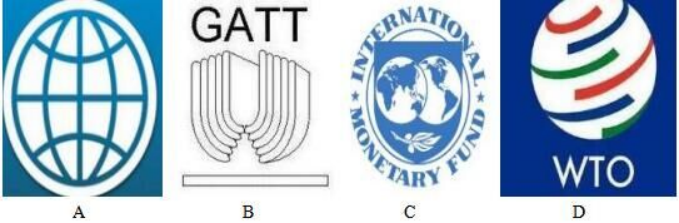 GATT
INTERNATIONAL
MONETARY FUND
WTO
A B C D